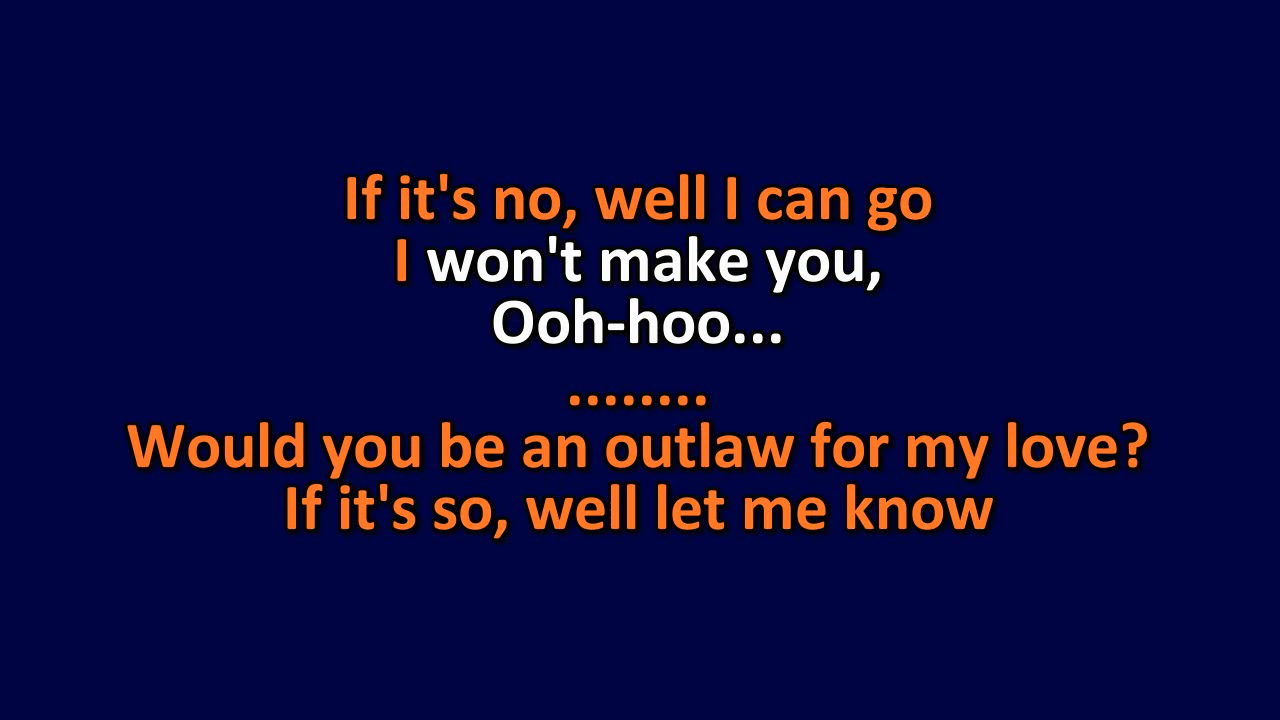 If it's no, well I can go
I won't make you,
Ooh-hoo...
........
Would you be an outlaw for my love?
If it's so, well let me know